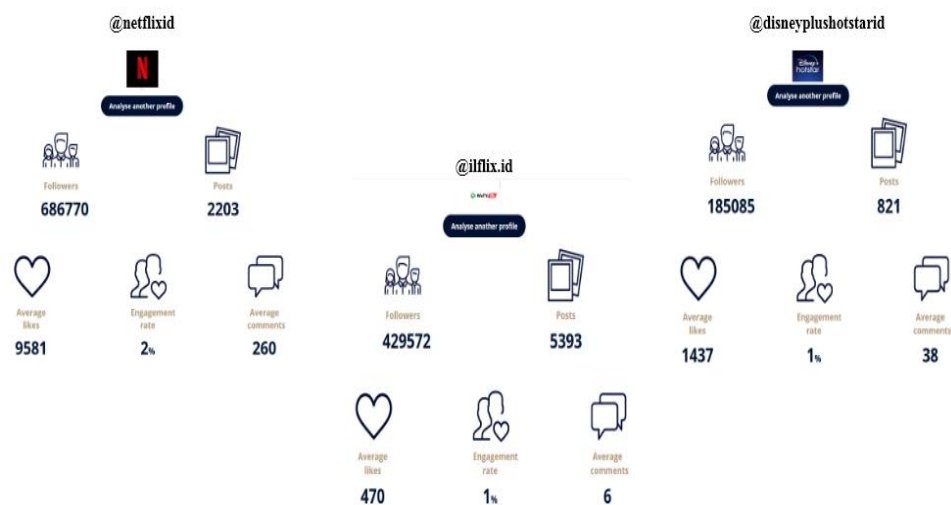 @netflixid
N
Analyse another profile
Followers
686770
Posts
2203
Average
likes
9581
Engagement
rate
2%
Average
comments
260
@ilflix.id
Analyse another profile
Followers
429572
Posts
5393
Average
likes
470
Engagement
rate
1%
Average
comments
6
@disneyplushotstarid
Disney+
hotstar
Analyse another profile
Followers
185085
Posts
821
Average
likes
1437
Engagement
rate
1%
Average
comments
38